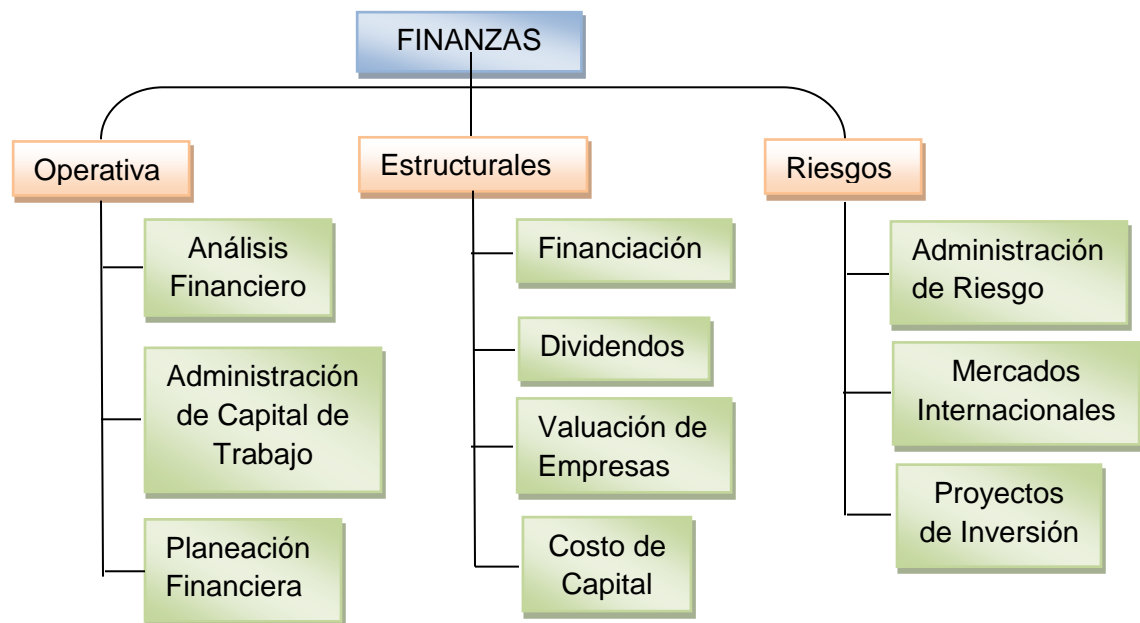 FINANZAS
Operativa
Análisis
Financiero
Administración
de Capital de
Trabajo
Planeación
Financiera
Estructurales
Financiación
Dividendos
Valuación de
Empresas
Costo de
Capital
Riesgos
Administración
de Riesgo
Mercados
Internacionales
Proyectos
de Inversión